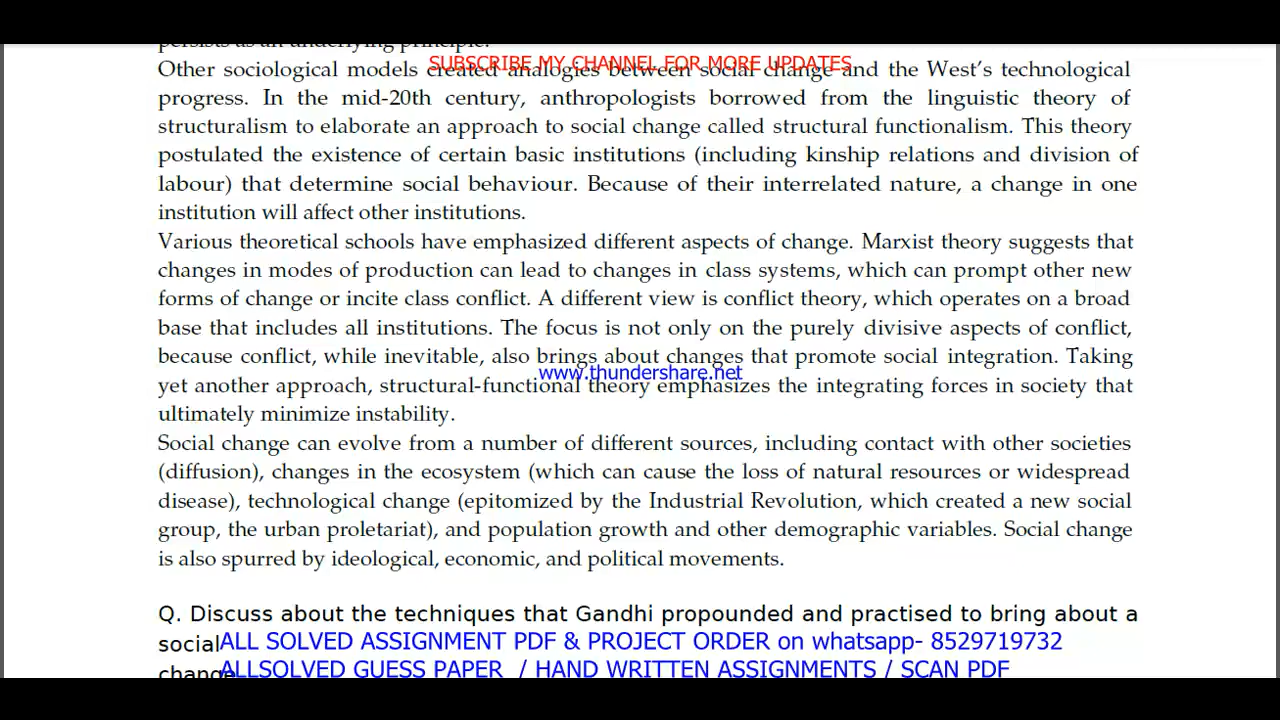 persists as an underlying principle.
SUBSCRIBE MY CHANNEL FOR MORE UPDATES
Other sociological models created analogies between social change and the West's technological
progress. In the mid-20th century, anthropologists borrowed from the linguistic theory of
structuralism to elaborate an approach to social change called structural functionalism. This theory
postulated the existence of certain basic institutions (including kinship relations and division of
labour) that determine social behaviour. Because of their interrelated nature, a change in one
institution will affect other institutions.
Various theoretical schools have emphasized different aspects of change. Marxist theory suggests that
changes in modes of production can lead to changes in class systems, which can prompt other new
forms of change or incite class conflict. A different view is conflict theory, which operates on a broad
base that includes all institutions. The focus is not only on the purely divisive aspects of conflict,
because conflict, while inevitable, also brings about changes that promote social integration. Taking
www.thundershare.net
yet another approach, structural-functional theory emphasizes the integrating forces in society that
ultimately minimize instability.
Social change can evolve from a number of different sources, including contact with other societies
(diffusion), changes in the ecosystem (which can cause the loss of natural resources or widespread
disease), technological change (epitomized by the Industrial Revolution, which created a new social
group, the urban proletariat), and population growth and other demographic variables. Social change
is also spurred by ideological, economic, and political movements.
Q. Discuss about the techniques that Gandhi propounded and practised to bring about a
social
ALL SOLVED ASSIGNMENT PDF & PROJECT ORDER on whatsapp- 8529719732
change
ALLSOLVED GUESS PAPER / HAND WRITTEN ASSIGNMENTS / SCAN PDF